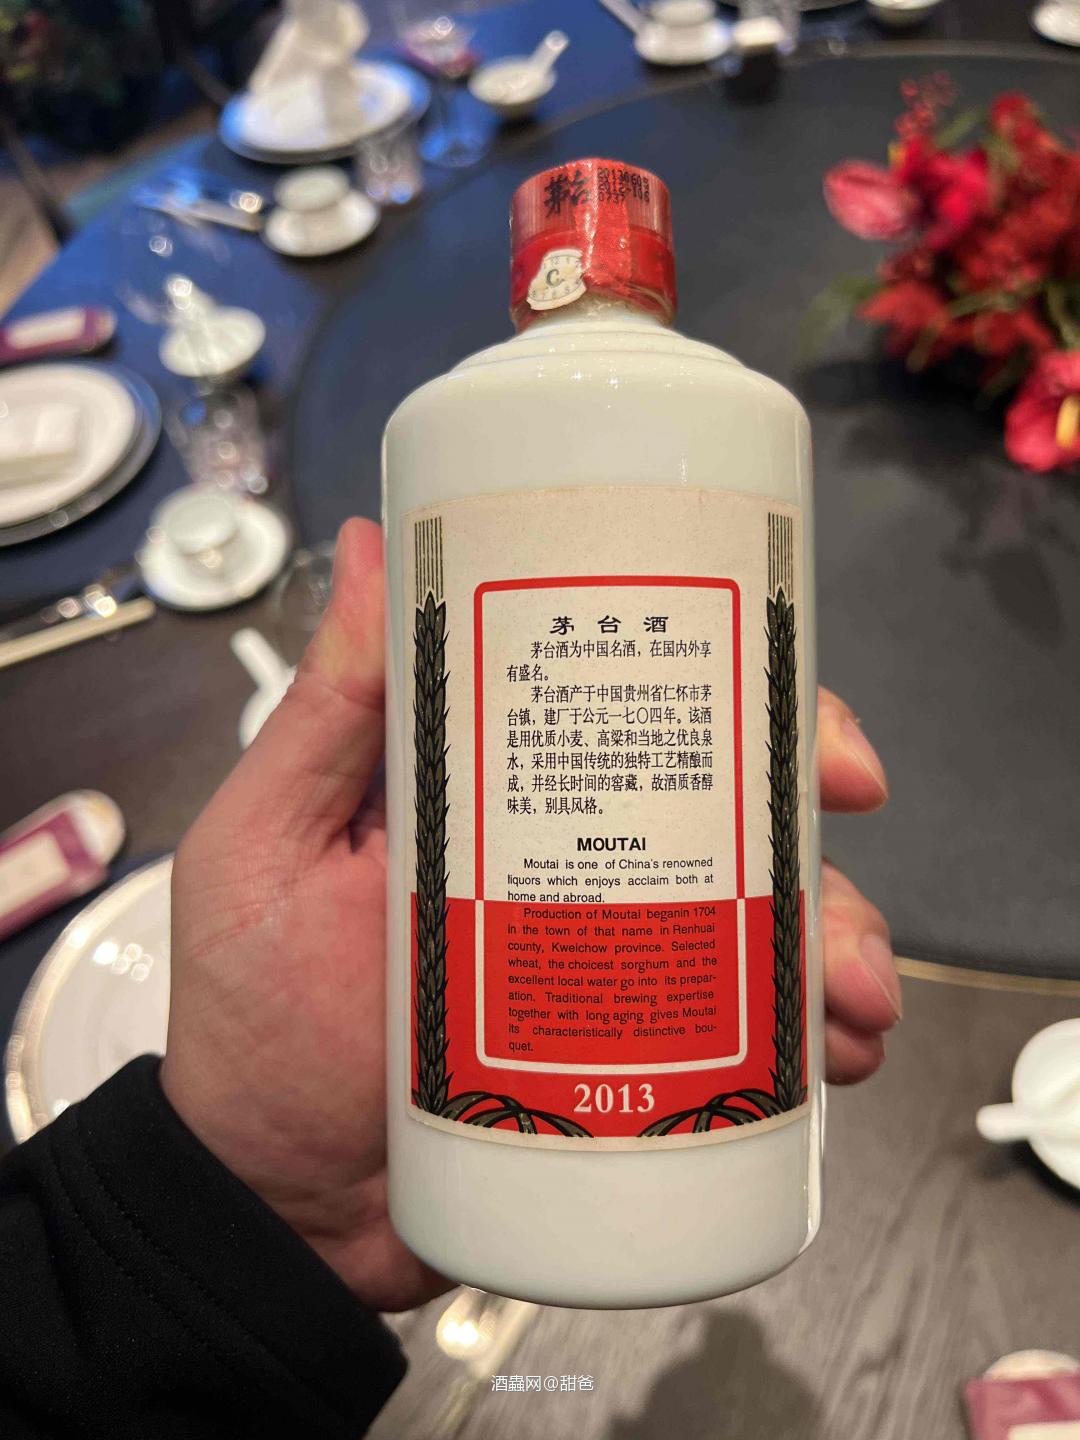 茅台
20130609
2012-106
0737
C
茅台酒
茅台酒为中国名酒，在国内外享
有盛名。
茅台酒产于中国贵州省仁怀市茅
台镇，建厂于公元一七〇四年。该酒
是用优质小麦、高粱和当地之优良泉
水，采用中国传统的独特工艺精酿而
成，并经长时间的窖藏，故酒质香醇
味美，别具风格。
MOUTAI
Moutai is one of China's renowned
liquors which enjoys acclaim both at
home and abroad.
Production of Moutai beganin 1704
in the town of that name in Renhuai
county, Kweichow province. Selected
wheat, the choicest sorghum and the
excellent local water go into its prepar-
ation. Traditional brewing expertise
together with long aging gives Moutai
its characteristically distinctive bou-
quet.
2013
酒蟲网@甜爸